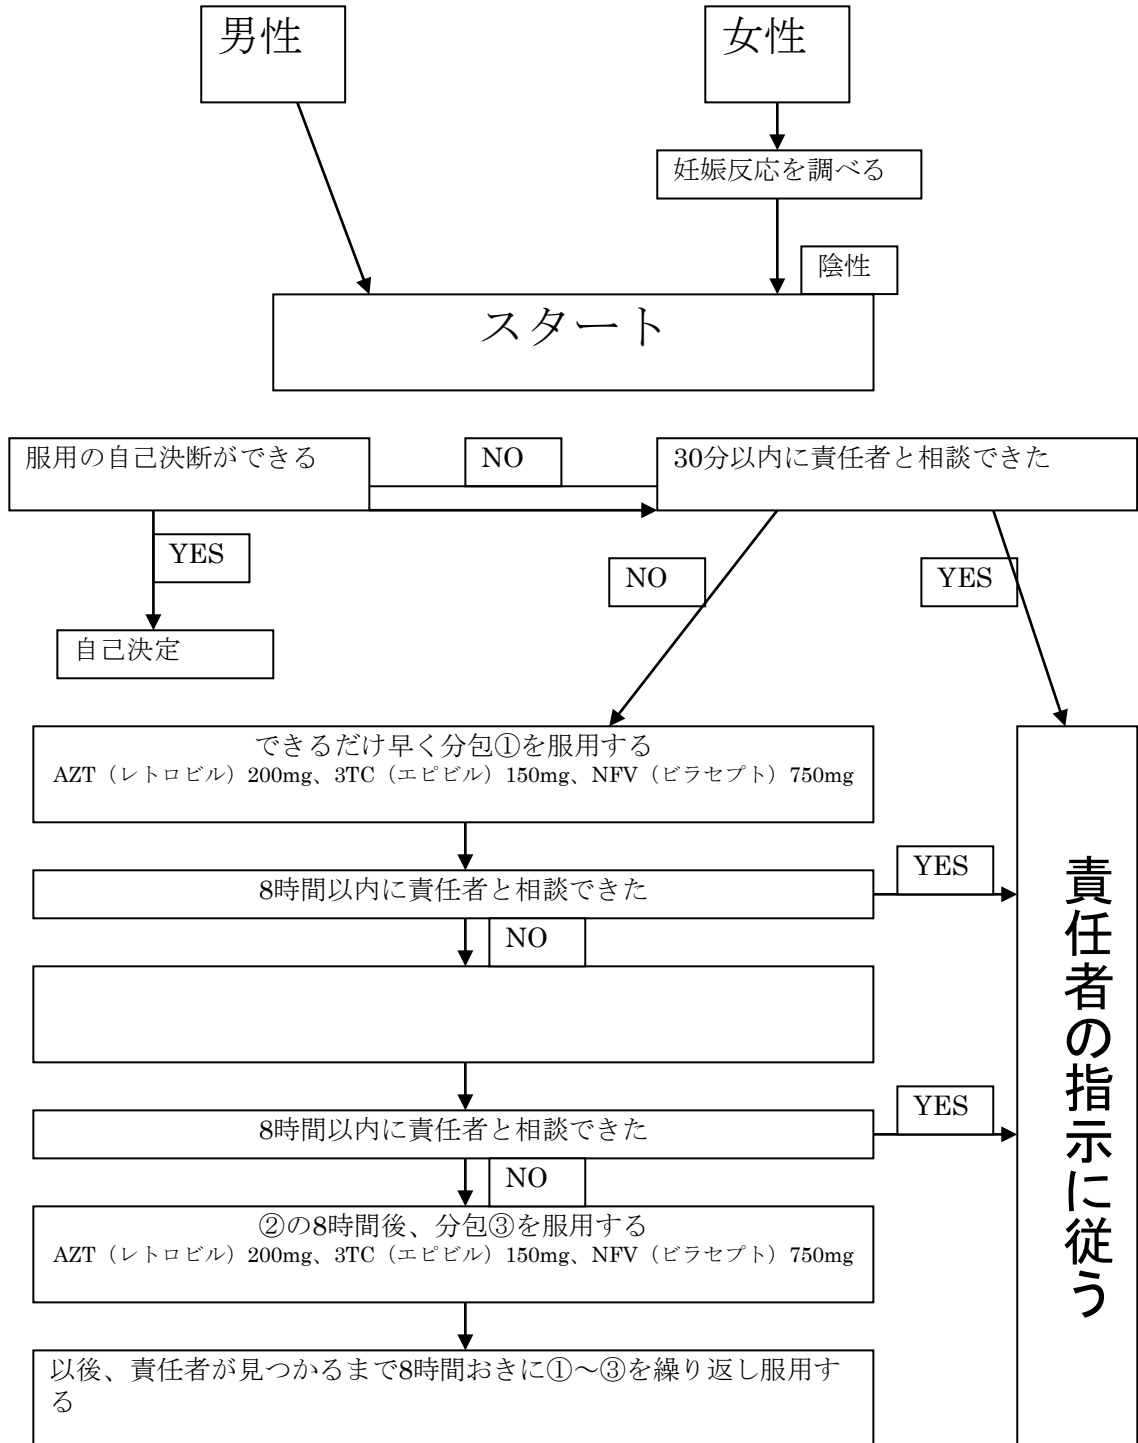 男性
女性
妊娠反応を調べる
陰性
スタート
服用の自己決断ができる
NO
30分以内に責任者と相談できた
YES
NO
YES
自己決定
できるだけ早く分包①を服用する
AZT（レトロビル）200mg、3TC（エピビル）150mg、NFV（ビラセプト）750mg
8時間以内に責任者と相談できた
YES
NO
8時間以内に責任者と相談できた
YES
NO
②の8時間後、分包③を服用する
AZT（レトロビル）200mg、3TC（エピビル）150mg、NFV（ビラセプト）750mg
以後、責任者が見つかるまで8時間おきに①～③を繰り返し服用す
る
責任者の指示に従う